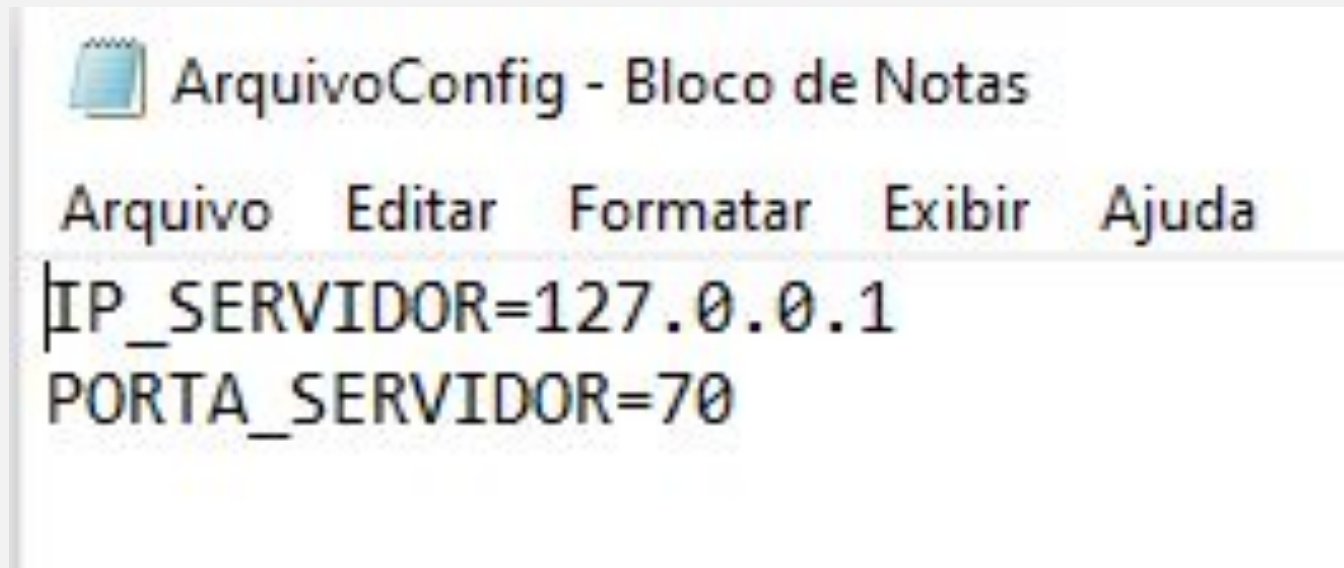 ArquivoConfig - Bloco de Notas
Arquivo Editar Formatar Exibir Ajuda
IP_SERVIDOR=127.0.0.1
PORTA_SERVIDOR=70